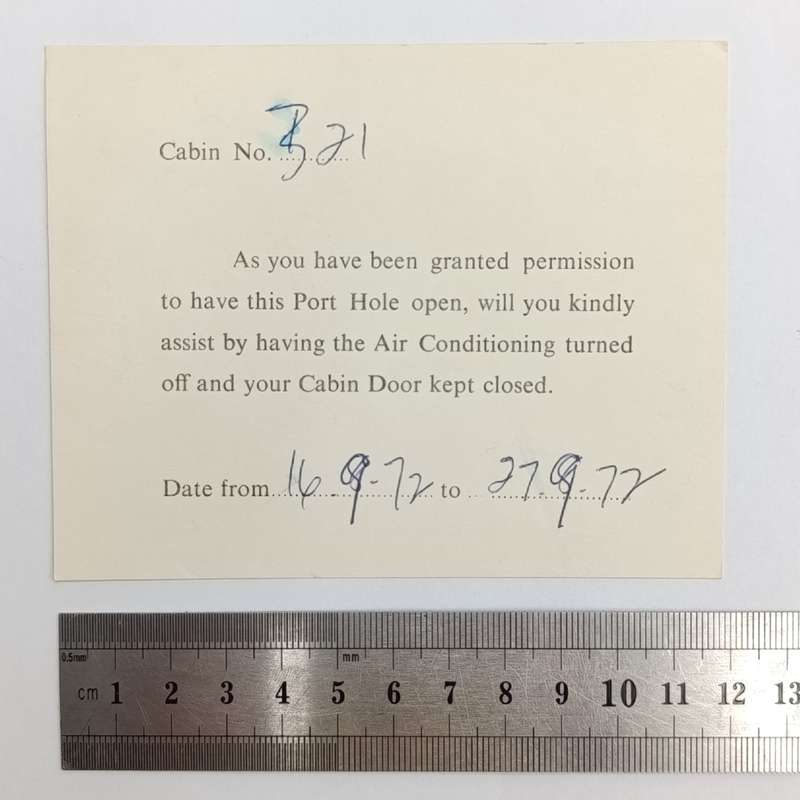 Cabin No. B 21
As you have been granted permission
to have this Port Hole open, will you kindly
assist by having the Air Conditioning turned
off and your Cabin Door kept closed.
Date from 16.9.72 to 27.9.72
0.5mm mm
cm 1 2 3 4 5 6 7 8 9 10 11 12 13